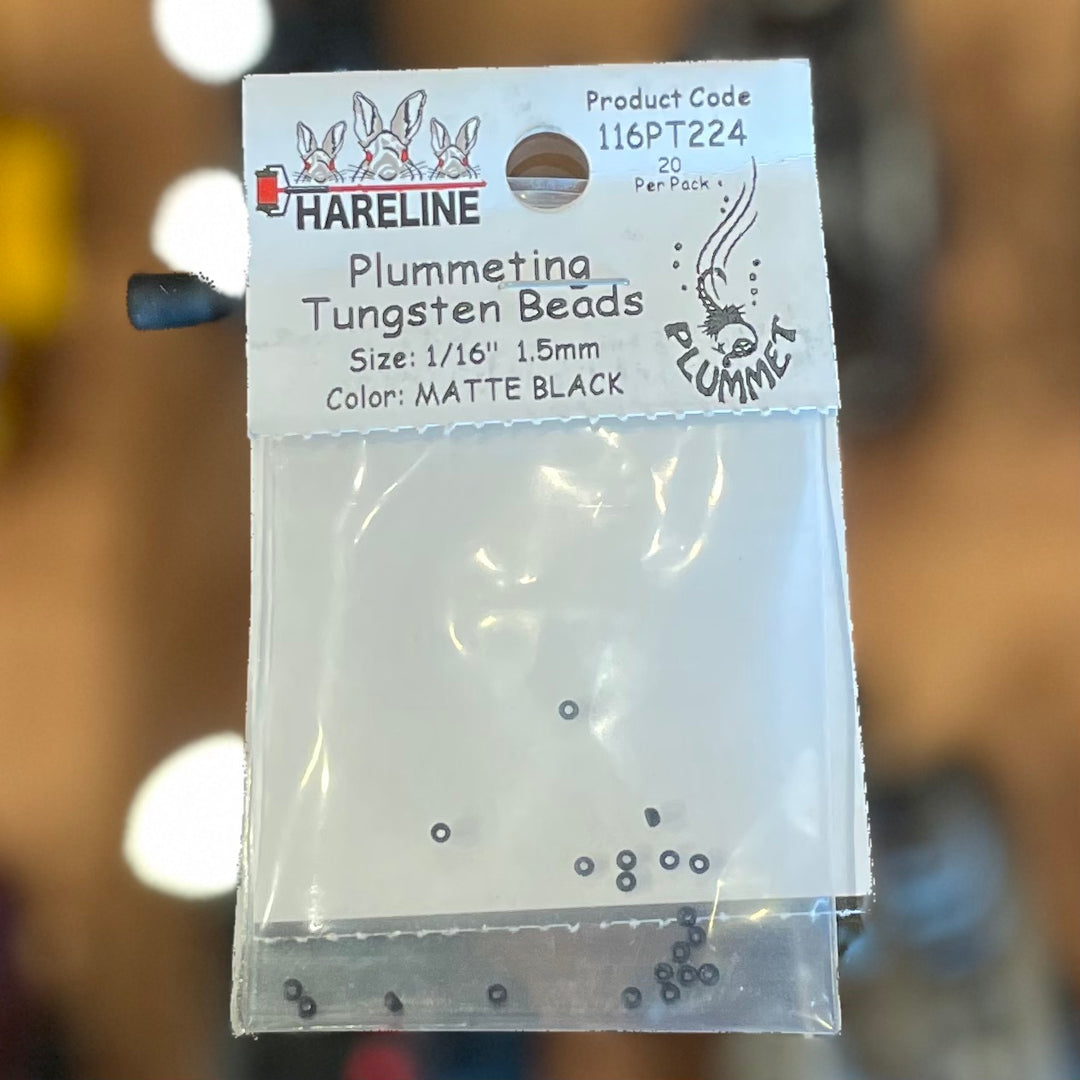 HARELINE
Product Code
116PT224
20
Per Pack
Plummeting
Tungsten Beads
Size: 1/16" 1.5mm
Color: MATTE BLACK
PLUMMET